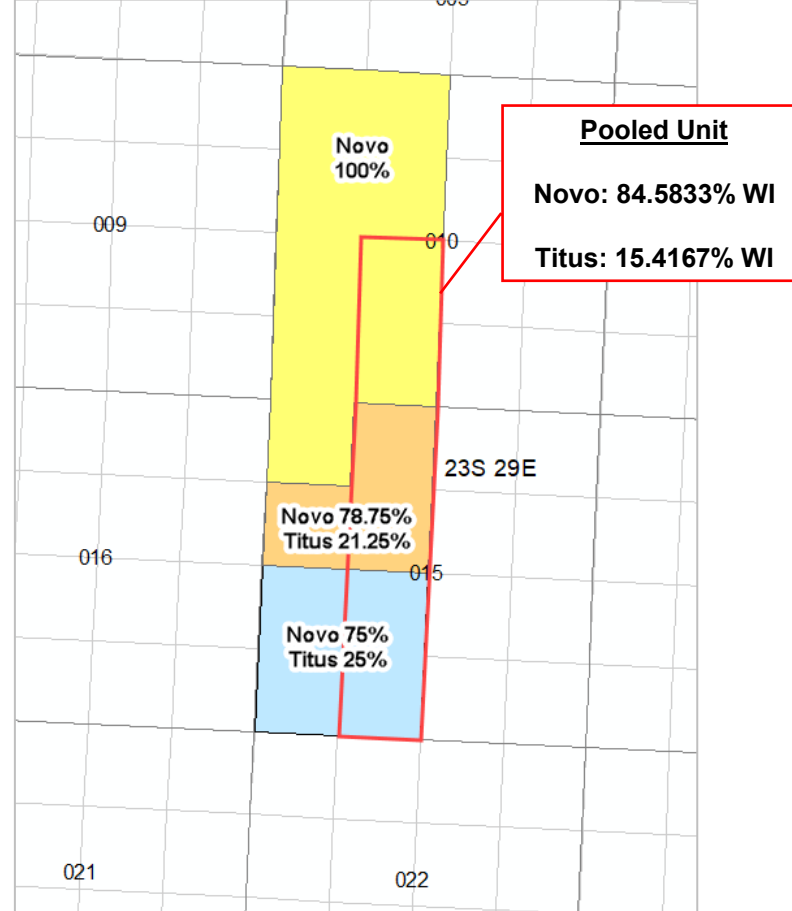 Novo
100%
Pooled Unit
Novo: 84.5833% WI
Titus: 15.4167% WI
009
010
23S 29E
Novo 78.75%
Titus 21.25%
016
015
Novo 75%
Titus 25%
021
022